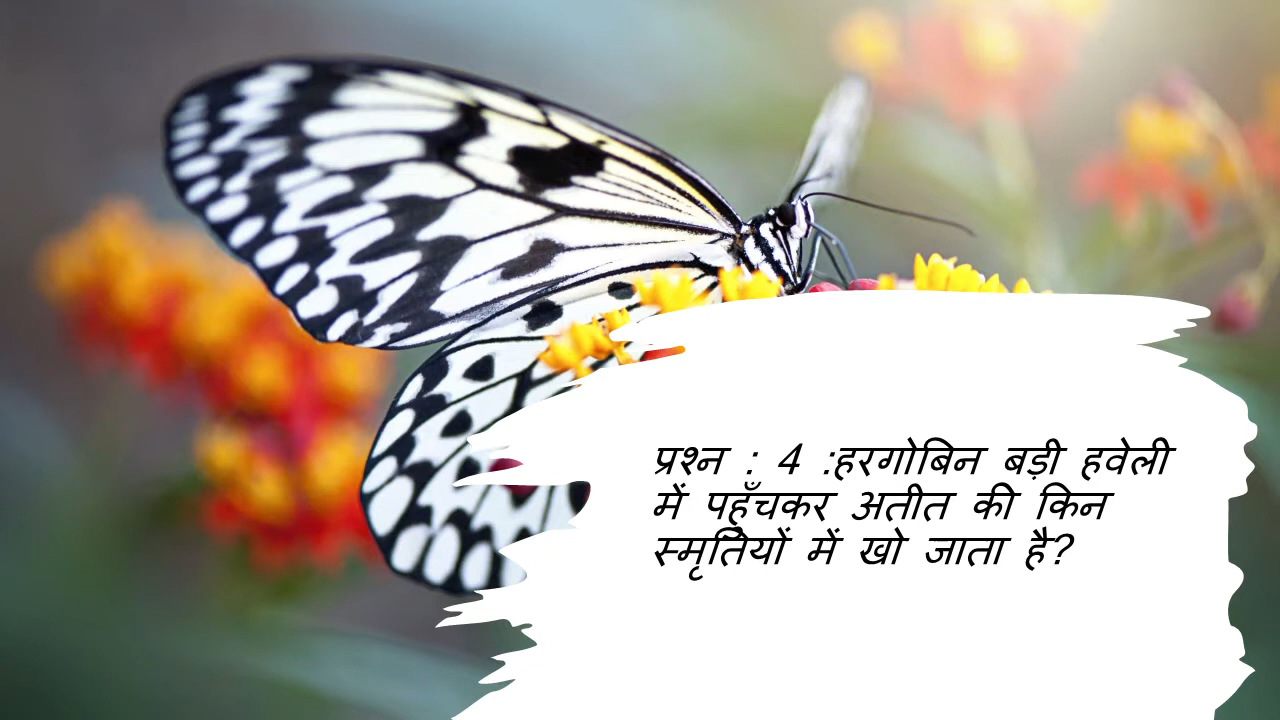 प्रश्न : 4 :हरगोबिन बड़ी हवेली
में पहुँचकर अतीत की किन
स्मृतियों में खो जाता है?